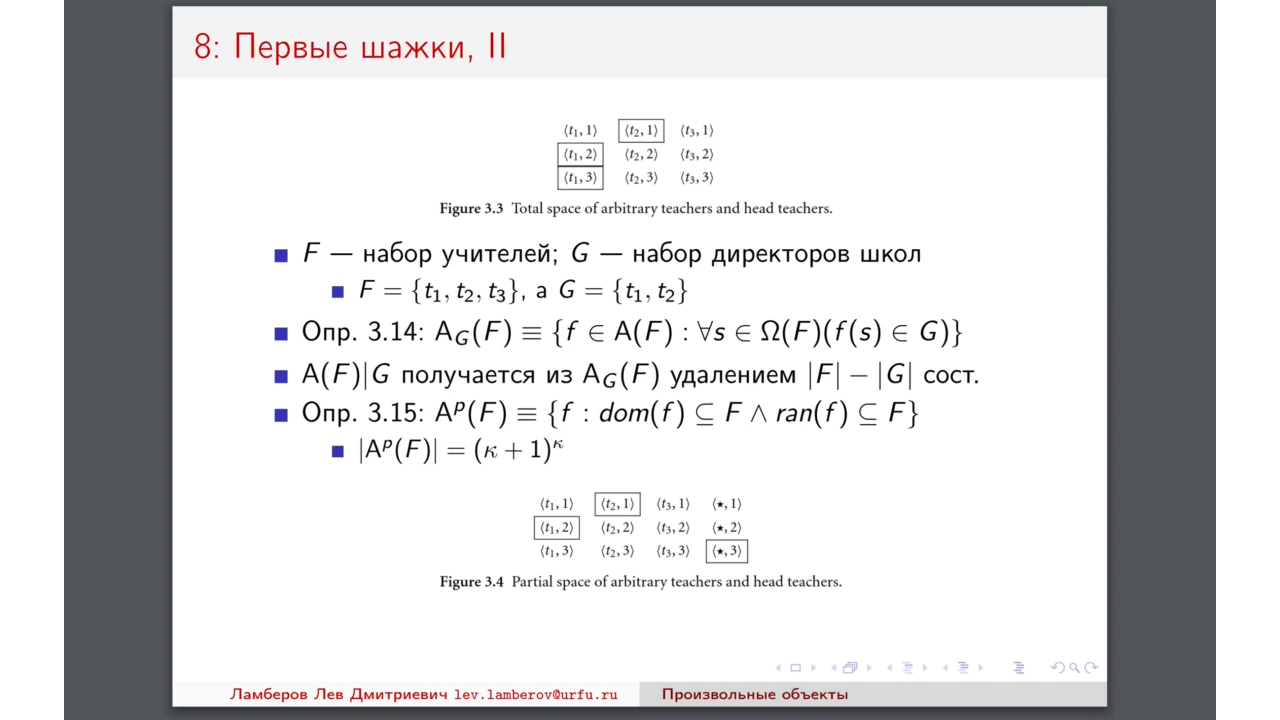 8: Первые шажки, II
⟨t₁, 1⟩ ⟨t₂, 1⟩ ⟨t₃, 1⟩
⟨t₁, 2⟩ ⟨t₂, 2⟩ ⟨t₃, 2⟩
⟨t₁, 3⟩ ⟨t₂, 3⟩ ⟨t₃, 3⟩
Figure 3.3 Total space of arbitrary teachers and head teachers.
F — набор учителей; G — набор директоров школ
F = {t₁, t₂, t₃}, а G = {t₁, t₂}
Опр. 3.14: A_G(F) ≡ {f ∈ A(F) : ∀s ∈ Ω(F)(f(s) ∈ G)}
A(F)|G получается из A_G(F) удалением |F| − |G| сост.
Опр. 3.15: Aᵖ(F) ≡ {f : dom(f) ⊆ F ∧ ran(f) ⊆ F}
|Aᵖ(F)| = (κ + 1)^κ
⟨t₁, 1⟩ ⟨t₂, 1⟩ ⟨t₃, 1⟩ ⟨⋆, 1⟩
⟨t₁, 2⟩ ⟨t₂, 2⟩ ⟨t₃, 2⟩ ⟨⋆, 2⟩
⟨t₁, 3⟩ ⟨t₂, 3⟩ ⟨t₃, 3⟩ ⟨⋆, 3⟩
Figure 3.4 Partial space of arbitrary teachers and head teachers.
Ламберов Лев Дмитриевич lev.lamberov@urfu.ru Произвольные объекты